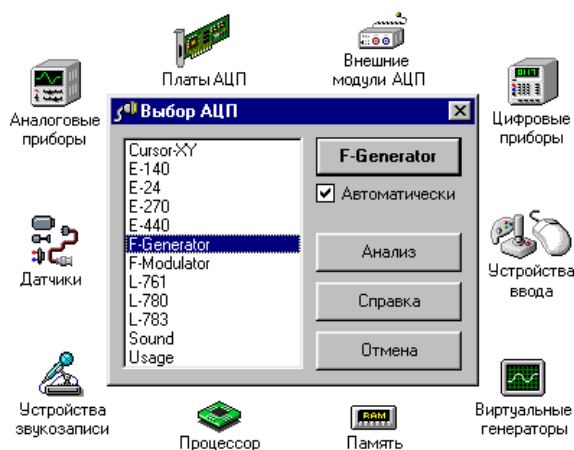 Платы АЦП
Внешние
модули АЦП
Аналоговые
приборы
Цифровые
приборы
Выбор АЦП
Cursor-XY
E-140
E-24
E-270
E-440
F-Generator
F-Modulator
L-761
L-780
L-783
Sound
Usage
F-Generator
Автоматически
Анализ
Справка
Отмена
Датчики
Устройства
ввода
Устройства
звукозаписи
Процессор
RAM
Память
Виртуальные
генераторы